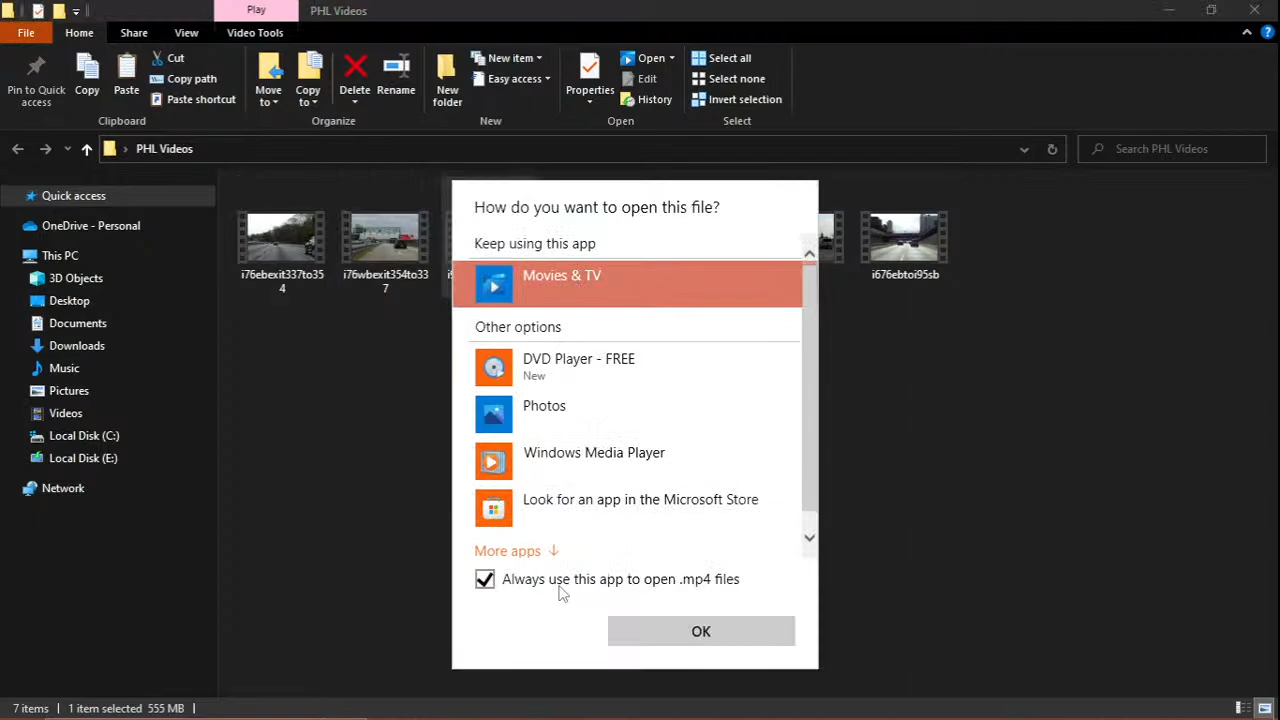 Play
PHL Videos
File
Home
Share
View
Video Tools
Pin to Quick
access
Copy
Paste
Cut
Copy path
Paste shortcut
Clipboard
Move
to
Copy
to
Delete
Rename
Organize
New
folder
New item
Easy access
New
Properties
Open
Edit
History
Open
Select all
Select none
Invert selection
Select
PHL Videos
Search PHL Videos
Quick access
OneDrive - Personal
This PC
3D Objects
Desktop
Documents
Downloads
Music
Pictures
Videos
Local Disk (C:)
Local Disk (E:)
Network
i76ebexit337to35
4
i76wbexit354to33
7
i676ebtoi95sb
How do you want to open this file?
Keep using this app
Movies & TV
Other options
DVD Player - FREE
New
Photos
Windows Media Player
Look for an app in the Microsoft Store
More apps ↓
Always use this app to open .mp4 files
OK
7 items
1 item selected 555 MB